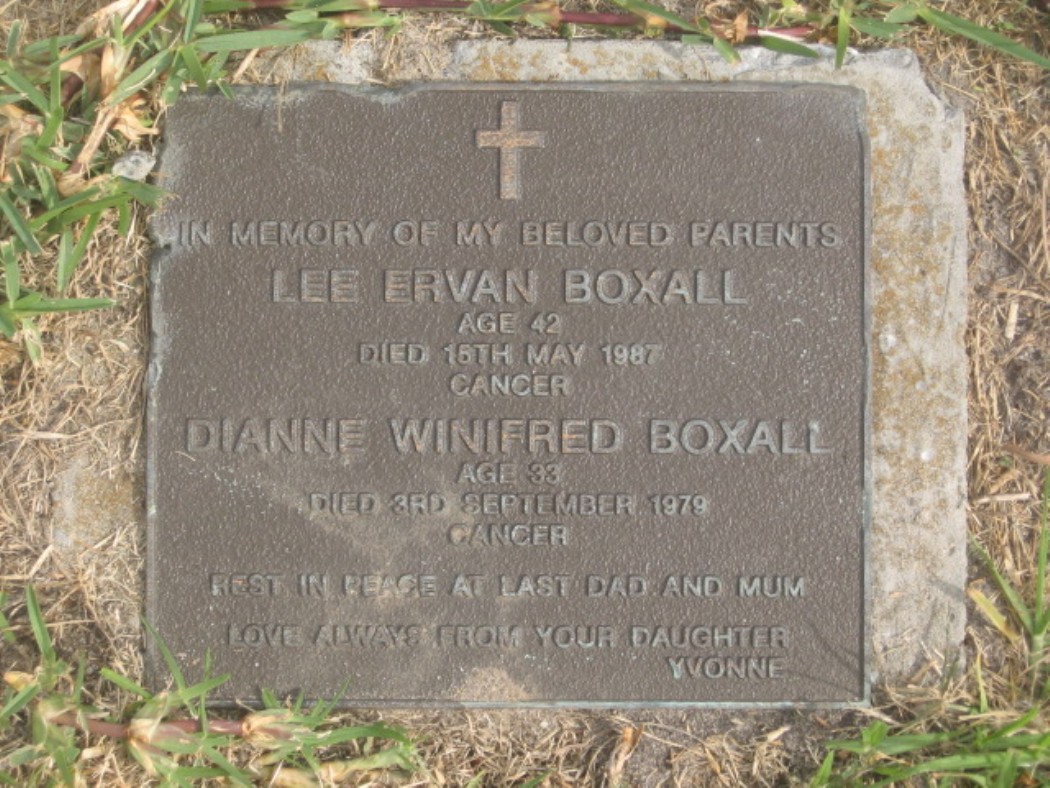 IN MEMORY OF MY BELOVED PARENTS
LEE ERVAN BOXALL
AGE 42
DIED 15TH MAY 1987
CANCER
DIANNE WINIFRED BOXALL
AGE 33
DIED 3RD SEPTEMBER 1979
CANCER
REST IN PEACE AT LAST DAD AND MUM
LOVE ALWAYS FROM YOUR DAUGHTER
YVONNE